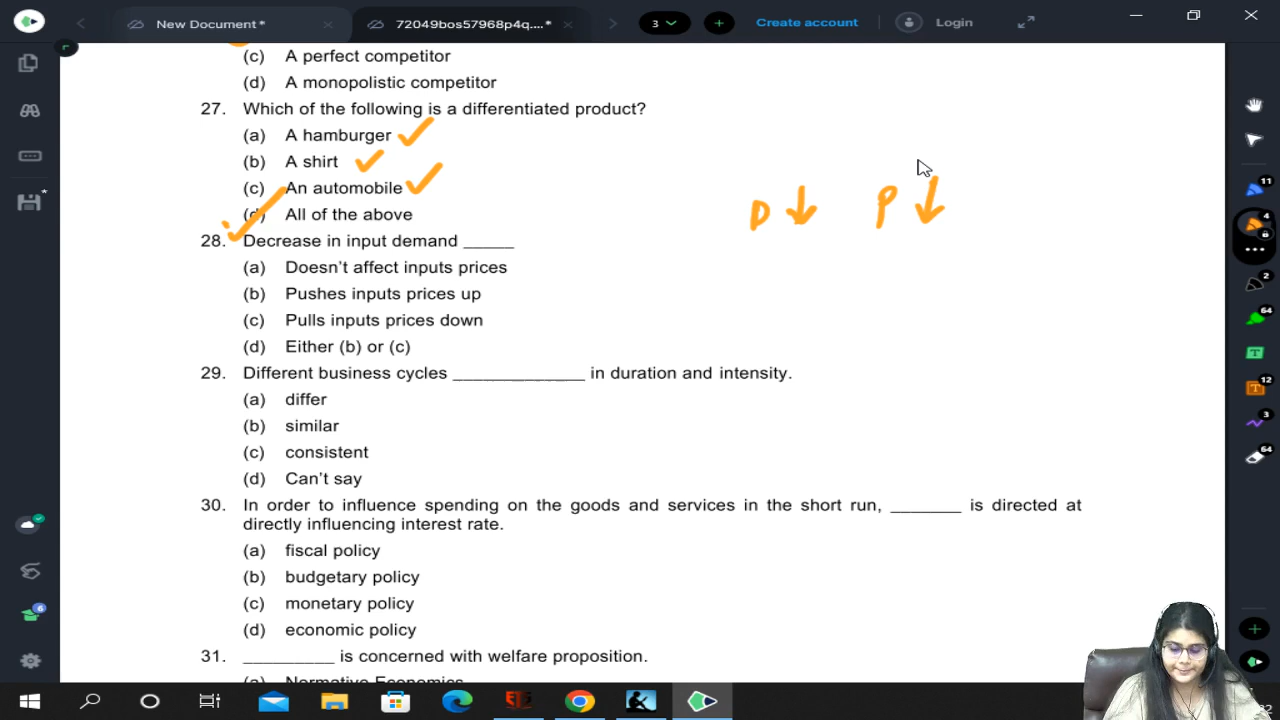 New Document*
72049bos57968p4q....*
3
Create account
Login
(c) A perfect competitor
(d) A monopolistic competitor
27. Which of the following is a differentiated product?
(a) A hamburger
(b) A shirt
(c) An automobile
(d) All of the above
D ↓ P ↓
28. Decrease in input demand _____
(a) Doesn't affect inputs prices
(b) Pushes inputs prices up
(c) Pulls inputs prices down
(d) Either (b) or (c)
29. Different business cycles _____________ in duration and intensity.
(a) differ
(b) similar
(c) consistent
(d) Can't say
30. In order to influence spending on the goods and services in the short run, _______ is directed at
directly influencing interest rate.
(a) fiscal policy
(b) budgetary policy
(c) monetary policy
(d) economic policy
31. _________ is concerned with welfare proposition.
(a) Normative Economics
11
4
2
64
12
3
64
6